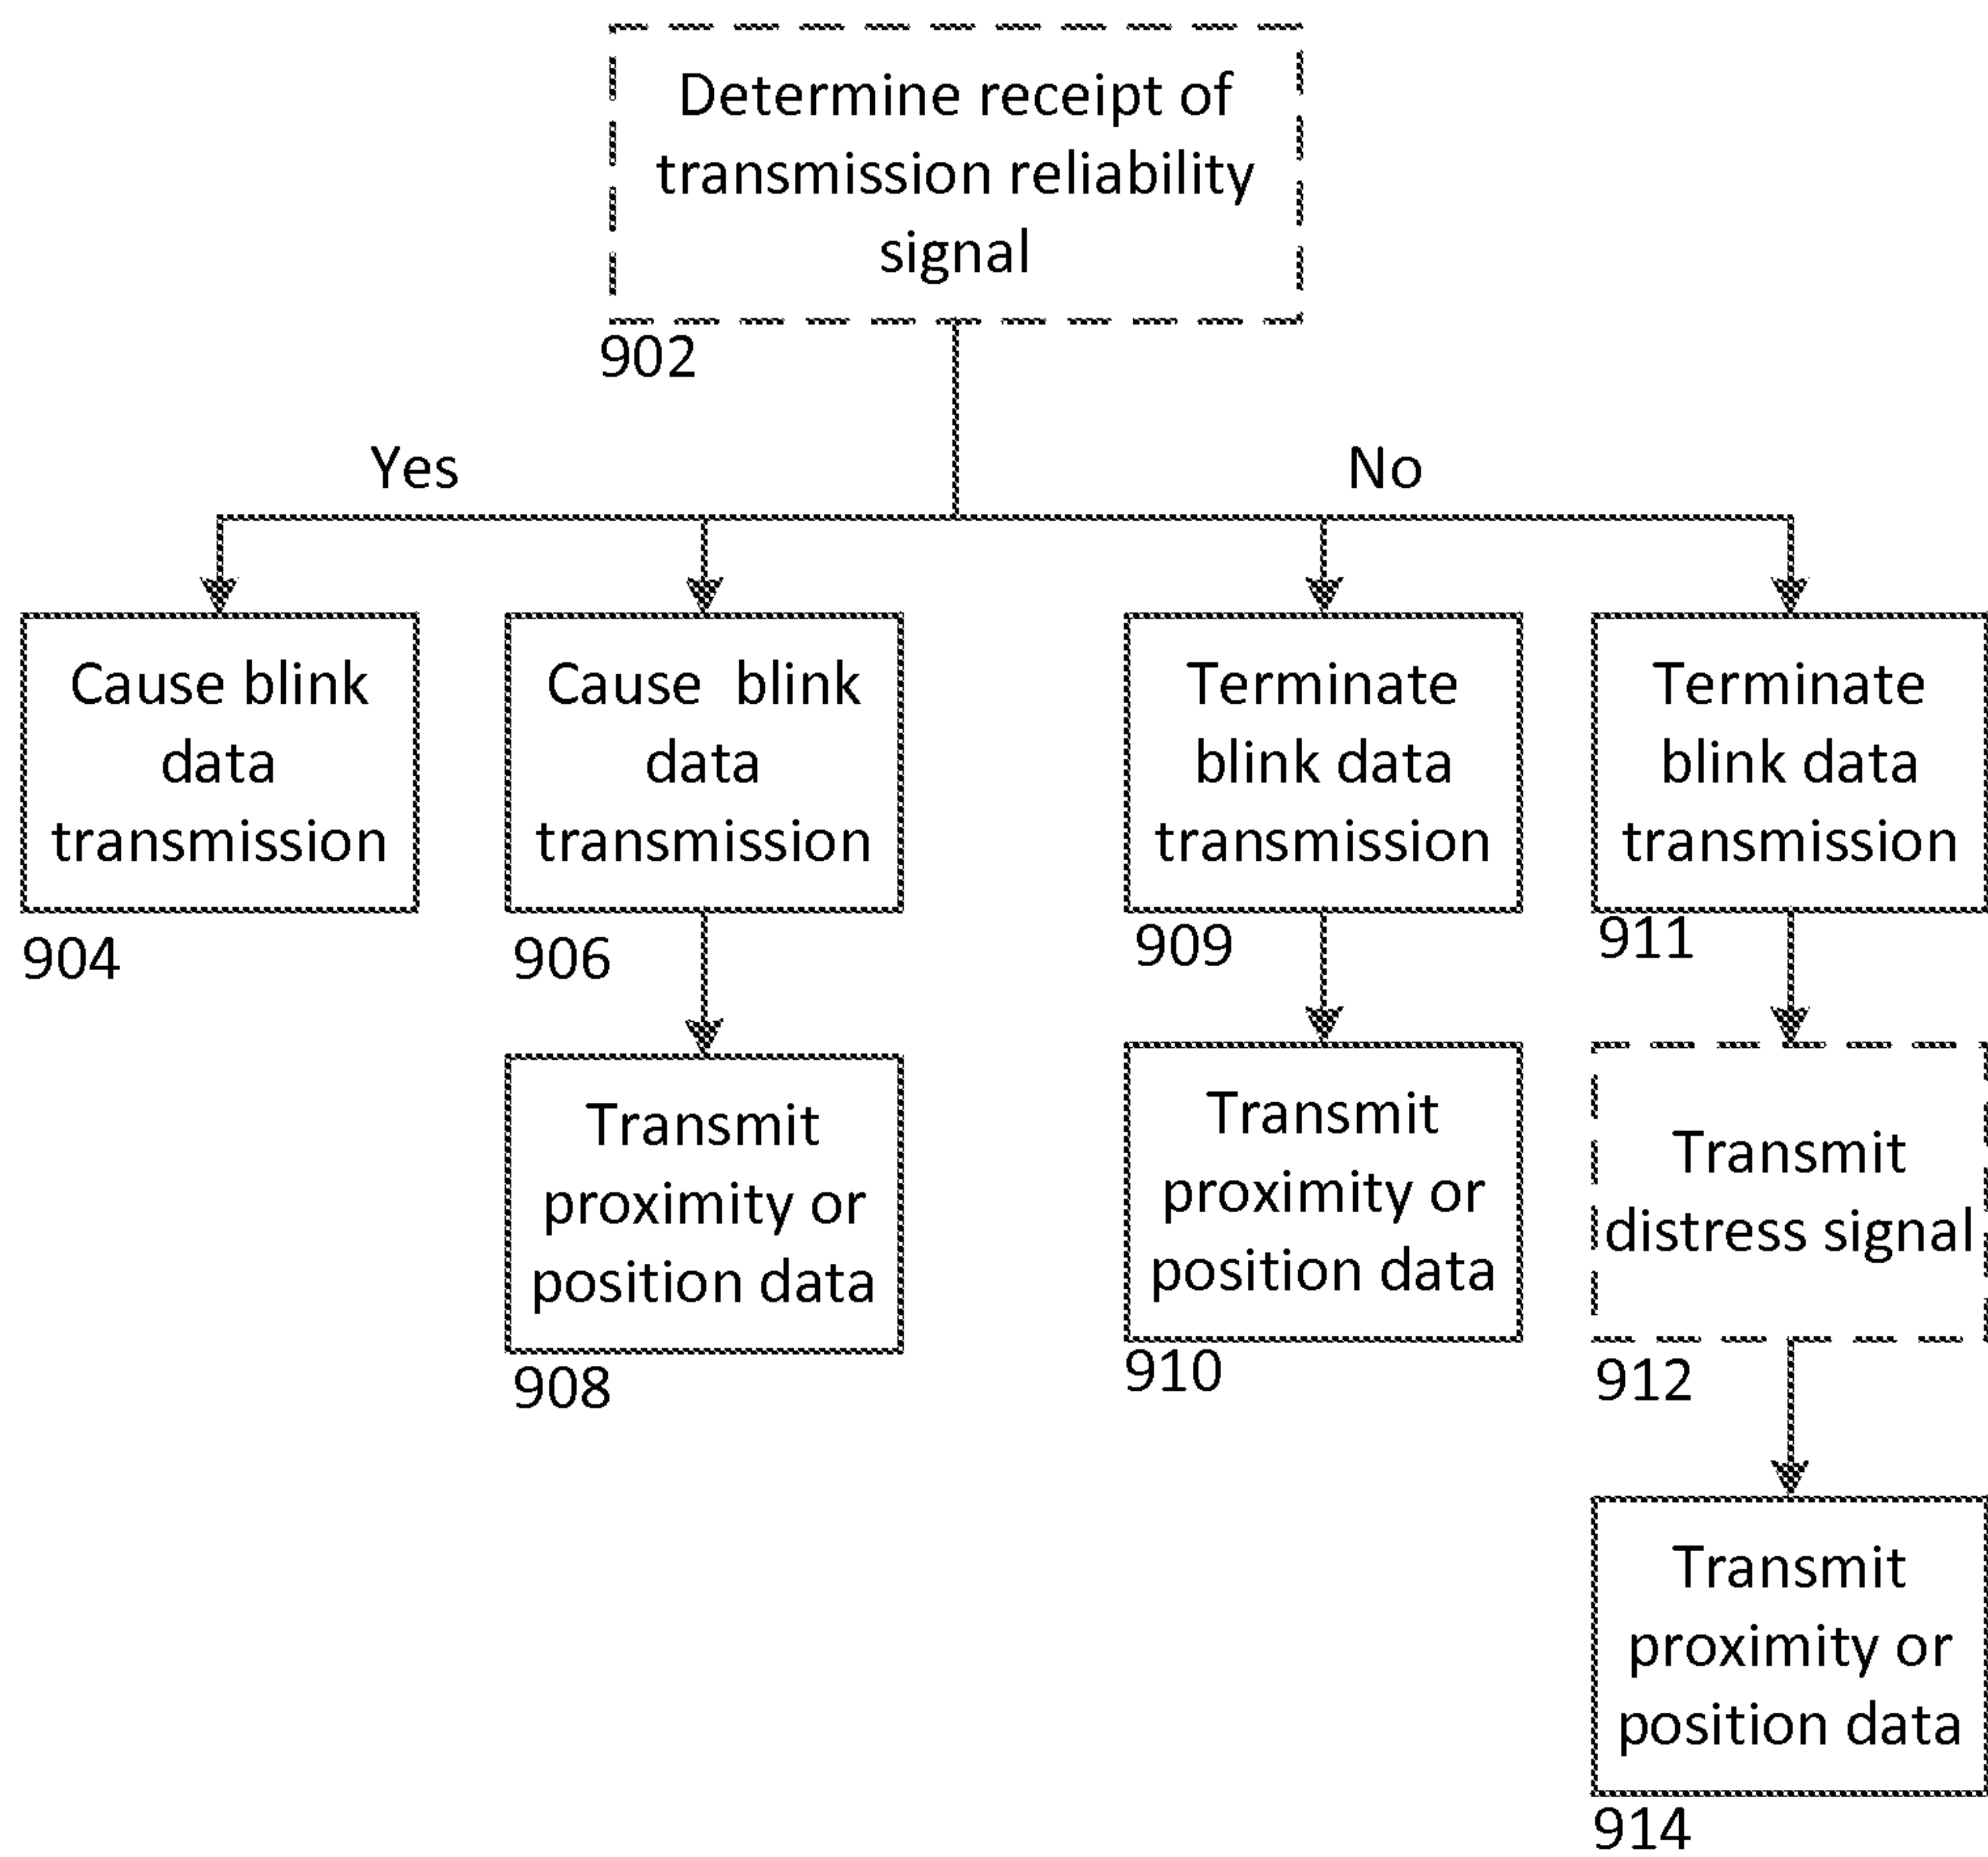 Determine receipt of
transmission reliability
signal
902
Yes
No
Cause blink
data
transmission
904
Cause blink
data
transmission
906
Terminate
blink data
transmission
909
Terminate
blink data
transmission
911
Transmit
proximity or
position data
908
Transmit
proximity or
position data
910
Transmit
distress signal
912
Transmit
proximity or
position data
914